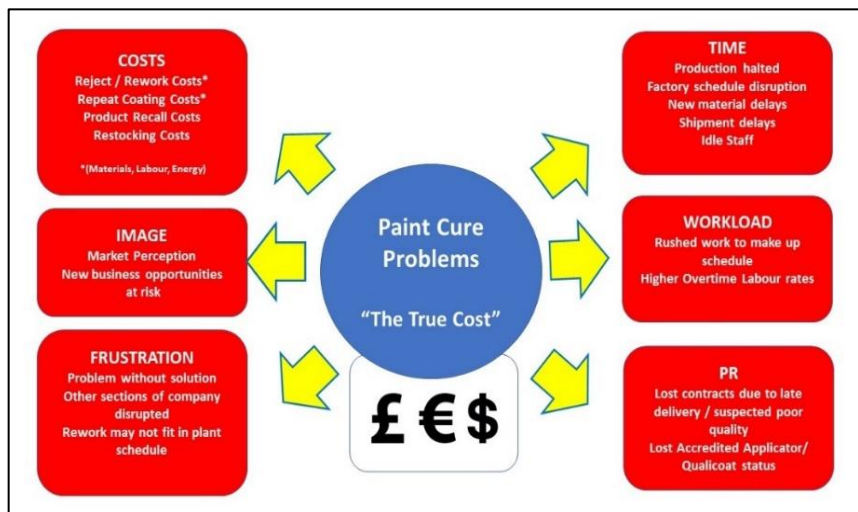 COSTS
Reject / Rework Costs*
Repeat Coating Costs*
Product Recall Costs
Restocking Costs
*(Materials, Labour, Energy)
IMAGE
Market Perception
New business opportunities
at risk
FRUSTRATION
Problem without solution
Other sections of company
disrupted
Rework may not fit in plant
schedule
Paint Cure
Problems
“The True Cost”
£ € $
TIME
Production halted
Factory schedule disruption
New material delays
Shipment delays
Idle Staff
WORKLOAD
Rushed work to make up
schedule
Higher Overtime Labour rates
PR
Lost contracts due to late
delivery / suspected poor
quality
Lost Accredited Applicator/
Qualicoat status